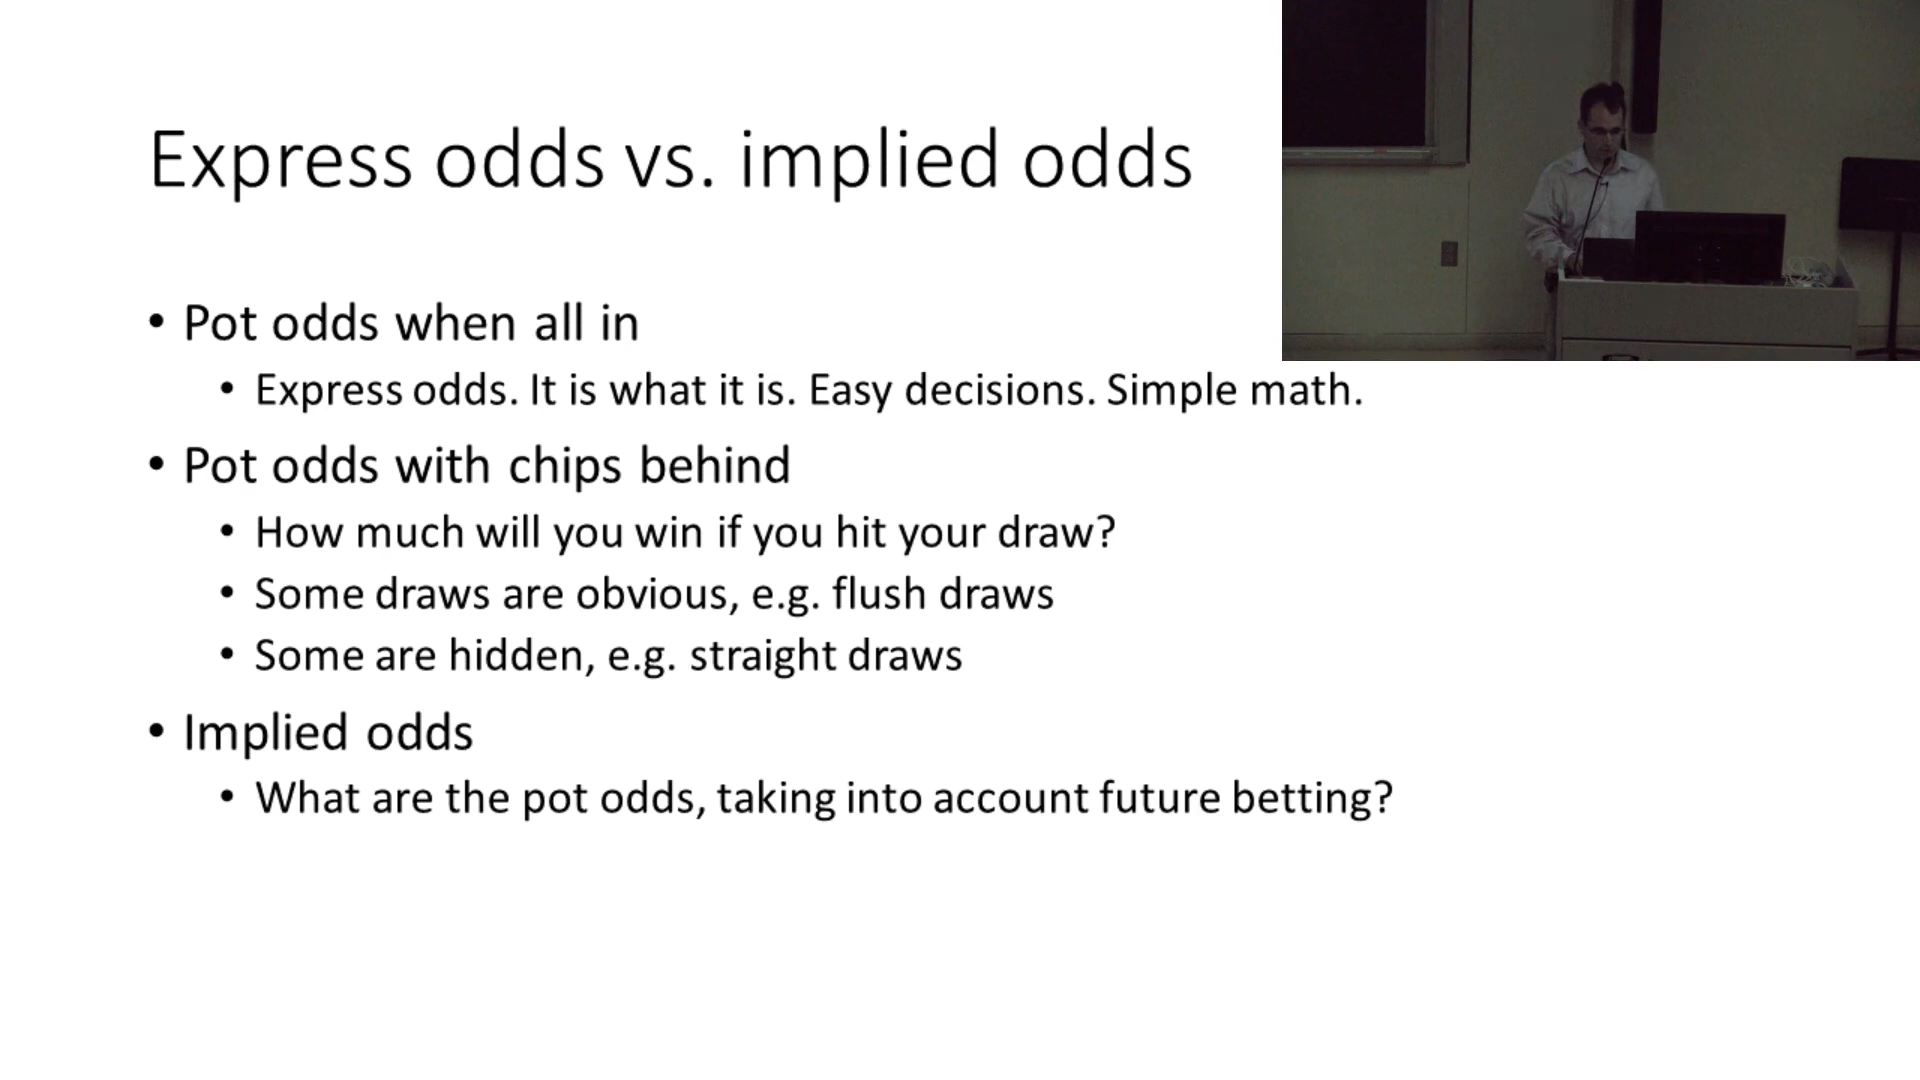 Express odds vs. implied odds
• Pot odds when all in
• Express odds. It is what it is. Easy decisions. Simple math.
• Pot odds with chips behind
• How much will you win if you hit your draw?
• Some draws are obvious, e.g. flush draws
• Some are hidden, e.g. straight draws
• Implied odds
• What are the pot odds, taking into account future betting?